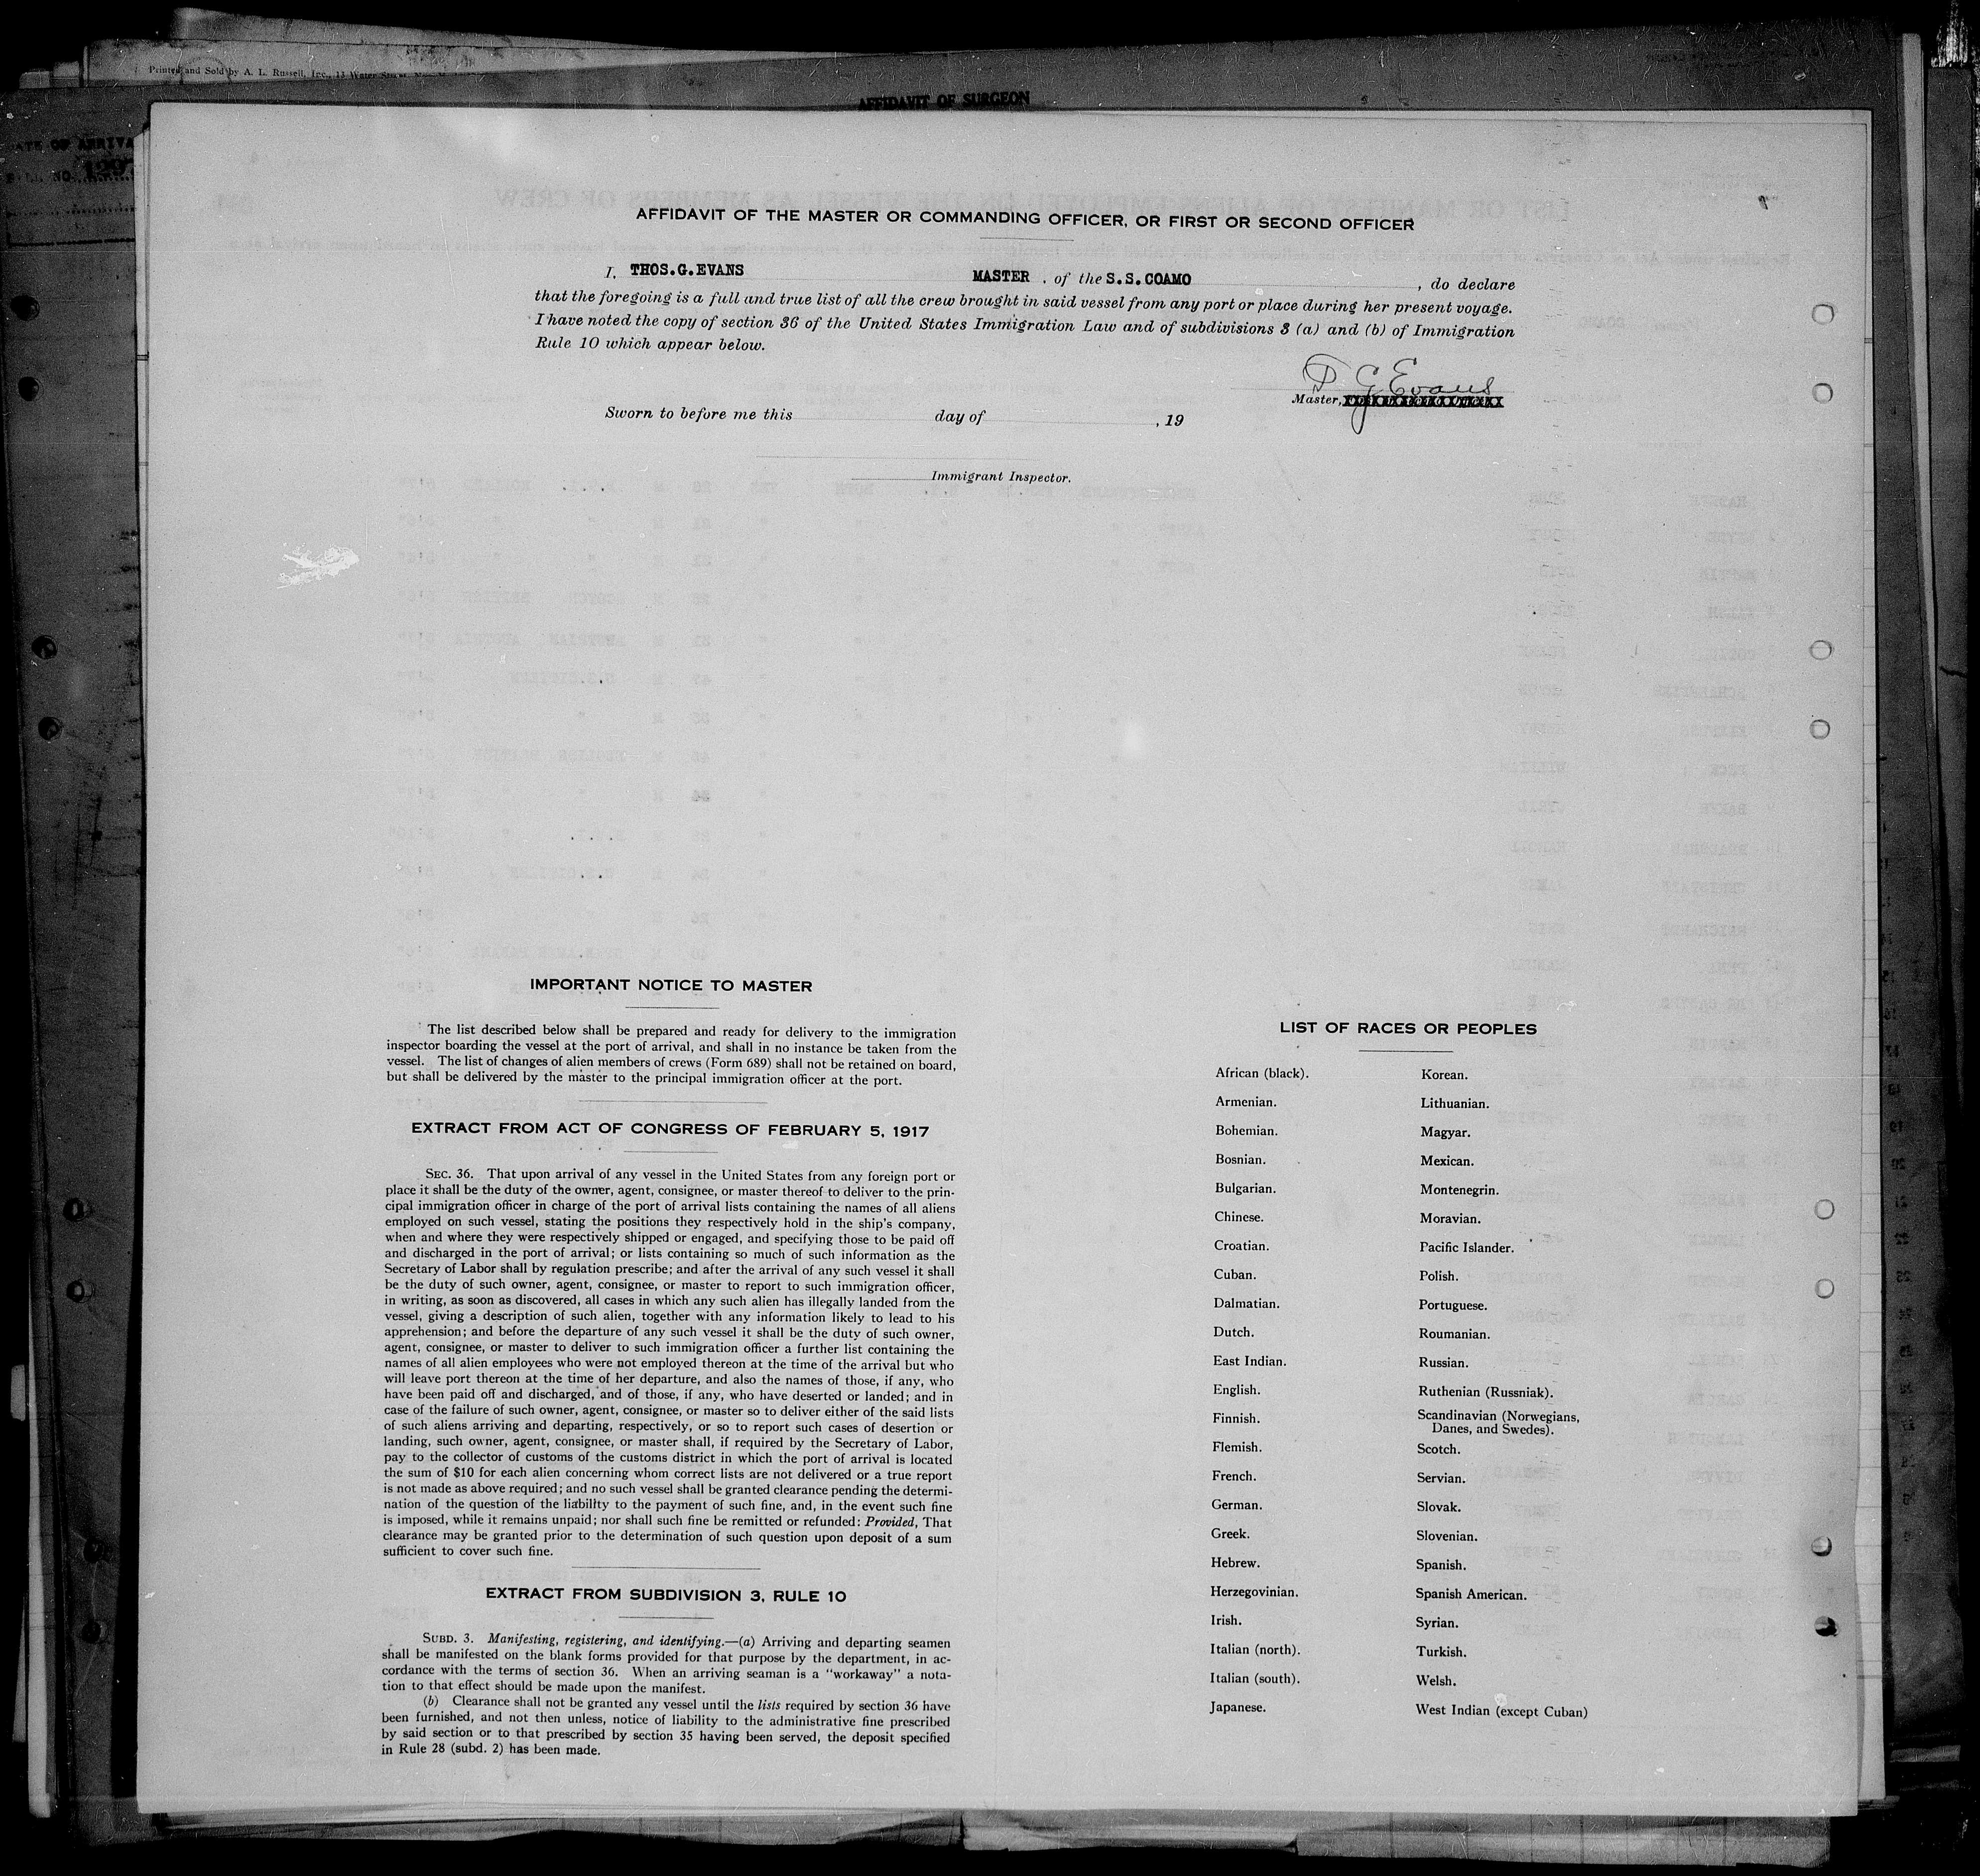 Printed and Sold by A. L. Russell, Inc., 13 Water
AFFIDAVIT OF SURGEON
AFFIDAVIT OF THE MASTER OR COMMANDING OFFICER, OR FIRST OR SECOND OFFICER
I, THOS.G.EVANS MASTER , of the S.S.COAMO , do declare
that the foregoing is a full and true list of all the crew brought in said vessel from any port or place during her present voyage.
I have noted the copy of section 36 of the United States Immigration Law and of subdivisions 3 (a) and (b) of Immigration
Rule 10 which appear below.
T G Evans
Master,
Sworn to before me this day of , 19
Immigrant Inspector.
IMPORTANT NOTICE TO MASTER
The list described below shall be prepared and ready for delivery to the immigration
inspector boarding the vessel at the port of arrival, and shall in no instance be taken from the
vessel. The list of changes of alien members of crews (Form 689) shall not be retained on board,
but shall be delivered by the master to the principal immigration officer at the port.
EXTRACT FROM ACT OF CONGRESS OF FEBRUARY 5, 1917
SEC. 36. That upon arrival of any vessel in the United States from any foreign port or
place it shall be the duty of the owner, agent, consignee, or master thereof to deliver to the prin-
cipal immigration officer in charge of the port of arrival lists containing the names of all aliens
employed on such vessel, stating the positions they respectively hold in the ship's company,
when and where they were respectively shipped or engaged, and specifying those to be paid off
and discharged in the port of arrival; or lists containing so much of such information as the
Secretary of Labor shall by regulation prescribe; and after the arrival of any such vessel it shall
be the duty of such owner, agent, consignee, or master to report to such immigration officer,
in writing, as soon as discovered, all cases in which any such alien has illegally landed from the
vessel, giving a description of such alien, together with any information likely to lead to his
apprehension; and before the departure of any such vessel it shall be the duty of such owner,
agent, consignee, or master to deliver to such immigration officer a further list containing the
names of all alien employees who were not employed thereon at the time of the arrival but who
will leave port thereon at the time of her departure, and also the names of those, if any, who
have been paid off and discharged, and of those, if any, who have deserted or landed; and in
case of the failure of such owner, agent, consignee, or master so to deliver either of the said lists
of such aliens arriving and departing, respectively, or so to report such cases of desertion or
landing, such owner, agent, consignee, or master shall, if required by the Secretary of Labor,
pay to the collector of customs of the customs district in which the port of arrival is located
the sum of $10 for each alien concerning whom correct lists are not delivered or a true report
is not made as above required; and no such vessel shall be granted clearance pending the determi-
nation of the question of the liability to the payment of such fine, and, in the event such fine
is imposed, while it remains unpaid; nor shall such fine be remitted or refunded: Provided, That
clearance may be granted prior to the determination of such question upon deposit of a sum
sufficient to cover such fine.
EXTRACT FROM SUBDIVISION 3, RULE 10
SUBD. 3. Manifesting, registering, and identifying.—(a) Arriving and departing seamen
shall be manifested on the blank forms provided for that purpose by the department, in ac-
cordance with the terms of section 36. When an arriving seaman is a "workaway" a nota-
tion to that effect should be made upon the manifest.
(b) Clearance shall not be granted any vessel until the lists required by section 36 have
been furnished, and not then unless, notice of liability to the administrative fine prescribed
by said section or to that prescribed by section 35 having been served, the deposit specified
in Rule 28 (subd. 2) has been made.
LIST OF RACES OR PEOPLES
African (black). Korean.
Armenian. Lithuanian.
Bohemian. Magyar.
Bosnian. Mexican.
Bulgarian. Montenegrin.
Chinese. Moravian.
Croatian. Pacific Islander.
Cuban. Polish.
Dalmatian. Portuguese.
Dutch. Roumanian.
East Indian. Russian.
English. Ruthenian (Russniak).
Finnish. Scandinavian (Norwegians,
Danes, and Swedes).
Flemish. Scotch.
French. Servian.
German. Slovak.
Greek. Slovenian.
Hebrew. Spanish.
Herzegovinian. Spanish American.
Irish. Syrian.
Italian (north). Turkish.
Italian (south). Welsh.
Japanese. West Indian (except Cuban)